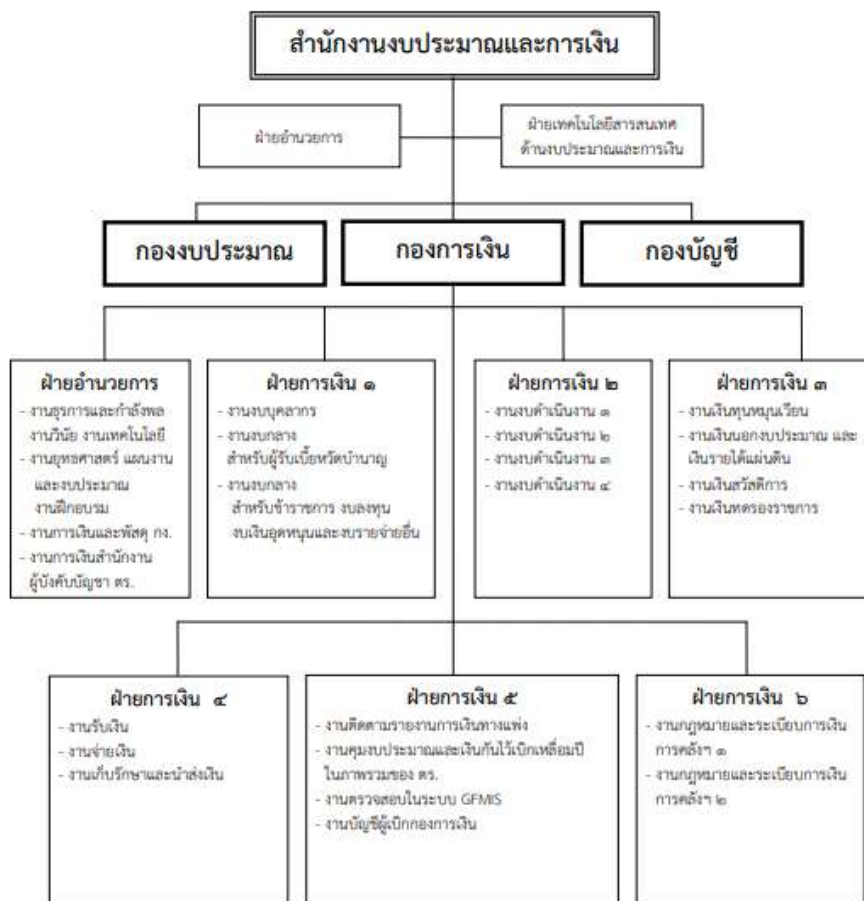 สำนักงานงบประมาณและการเงิน
ฝ่ายอำนวยการ
ฝ่ายเทคโนโลยีสารสนเทศ
ด้านงบประมาณและการเงิน
กองงบประมาณ
กองการเงิน
กองบัญชี
ฝ่ายอำนวยการ
- งานธุรการและกำลังพล
งานวินัย งานเทคโนโลยี
- งานยุทธศาสตร์ แผนงาน
และงบประมาณ
งานฝึกอบรม
- งานการเงินและพัสดุ กง.
- งานการเงินสำนักงาน
ผู้บังคับบัญชา ตร.
ฝ่ายการเงิน ๑
- งานงบบุคลากร
- งานงบกลาง
สำหรับผู้รับเบี้ยหวัดบำนาญ
- งานงบกลาง
สำหรับข้าราชการ งบลงทุน
งบเงินอุดหนุนและงบรายจ่ายอื่น
ฝ่ายการเงิน ๒
- งานงบดำเนินงาน ๑
- งานงบดำเนินงาน ๒
- งานงบดำเนินงาน ๓
- งานงบดำเนินงาน ๔
ฝ่ายการเงิน ๓
- งานเงินทุนหมุนเวียน
- งานเงินนอกงบประมาณ และ
เงินรายได้แผ่นดิน
- งานเงินสวัสดิการ
- งานเงินทดรองราชการ
ฝ่ายการเงิน ๔
- งานรับเงิน
- งานจ่ายเงิน
- งานเก็บรักษาและนำส่งเงิน
ฝ่ายการเงิน ๕
- งานติดตามรายงานการเงินทางแพ่ง
- งานคุมงบประมาณและเงินกันไว้เบิกเหลื่อมปี
ในภาพรวมของ ตร.
- งานตรวจสอบในระบบ GFMIS
- งานบัญชีผู้เบิกกองการเงิน
ฝ่ายการเงิน ๖
- งานกฎหมายและระเบียบการเงิน
การคลังฯ ๑
- งานกฎหมายและระเบียบการเงิน
การคลังฯ ๒